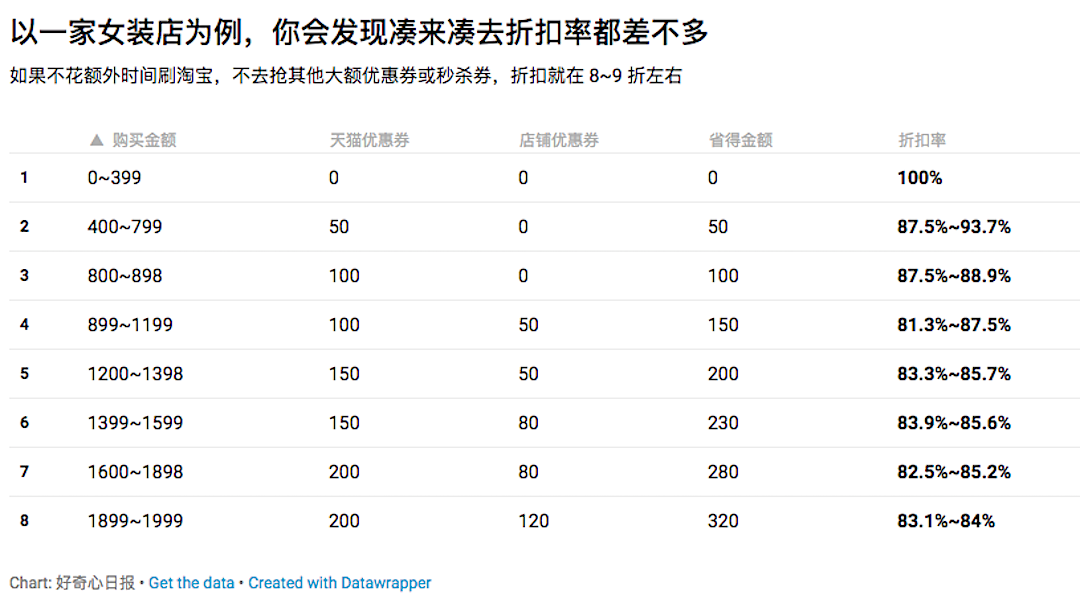 以一家女装店为例，你会发现凑来凑去折扣率都差不多
如果不花额外时间刷淘宝，不去抢其他大额优惠券或秒杀券，折扣就在 8~9 折左右
▲ 购买金额 天猫优惠券 店铺优惠券 省得金额 折扣率
1 0~399 0 0 0 100%
2 400~799 50 0 50 87.5%~93.7%
3 800~898 100 0 100 87.5%~88.9%
4 899~1199 100 50 150 81.3%~87.5%
5 1200~1398 150 50 200 83.3%~85.7%
6 1399~1599 150 80 230 83.9%~85.6%
7 1600~1898 200 80 280 82.5%~85.2%
8 1899~1999 200 120 320 83.1%~84%
Chart: 好奇心日报 • Get the data • Created with Datawrapper